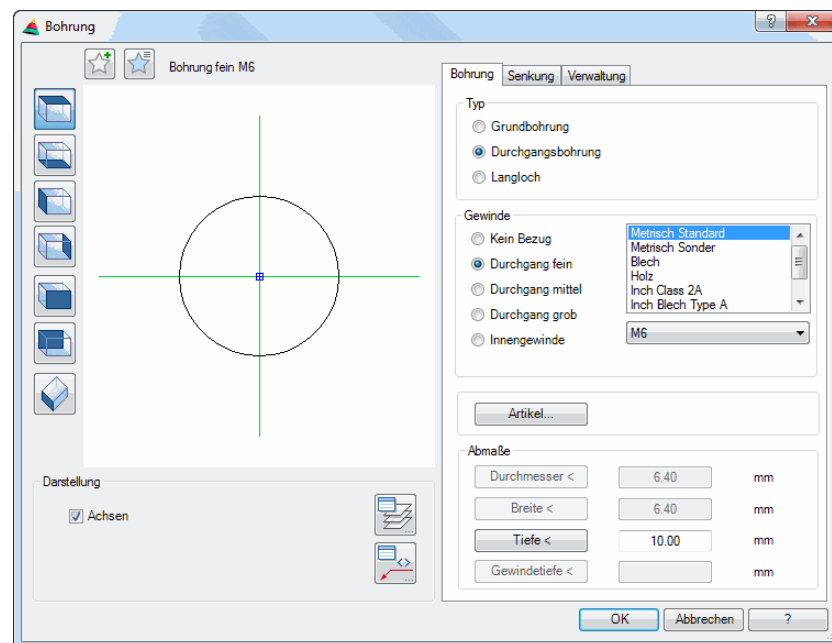 Bohrung
Bohrung fein M6
Bohrung Senkung Verwaltung
Typ
Grundbohrung
Durchgangsbohrung
Langloch
Gewinde
Kein Bezug
Durchgang fein
Durchgang mittel
Durchgang grob
Innengewinde
Metrisch Standard
Metrisch Sonder
Blech
Holz
Inch Class 2A
Inch Blech Type A
M6
Artikel...
Abmaße
Durchmesser < 6.40 mm
Breite < 6.40 mm
Tiefe < 10.00 mm
Gewindetiefe < mm
Darstellung
Achsen
OK Abbrechen ?